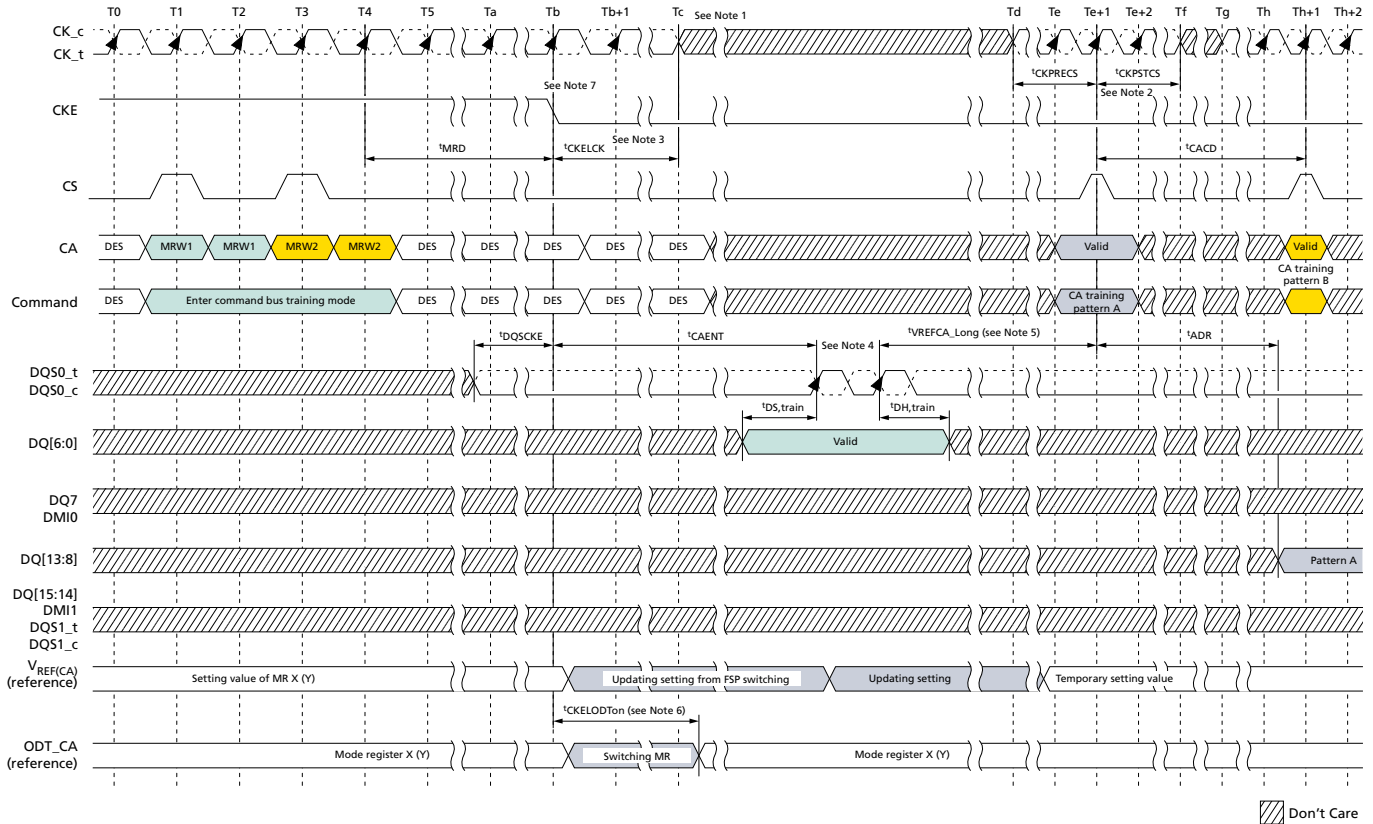 T0 T1 T2 T3 T4 T5 Ta Tb Tb+1 Tc See Note 1 Td Te Te+1 Te+2 Tf Tg Th Th+1 Th+2
CK_c
CK_t
tCKPRECS tCKPSTCS
See Note 7 See Note 2
CKE
See Note 3
tMRD tCKELCK tCACD
CS
CA DES MRW1 MRW1 MRW2 MRW2 DES DES DES DES DES Valid Valid
CA training
pattern B
Command DES Enter command bus training mode DES DES DES DES DES CA training
pattern A
tDQSCKE tCAENT See Note 4 tVREFCA_Long (see Note 5) tADR
DQS0_t
DQS0_c
tDS,train tDH,train
DQ[6:0] Valid
DQ7
DMI0
DQ[13:8] Pattern A
DQ[15:14]
DMI1
DQS1_t
DQS1_c
VREF(CA)
(reference) Setting value of MR X (Y) Updating setting from FSP switching Updating setting Temporary setting value
tCKELODTon (see Note 6)
ODT_CA
(reference) Mode register X (Y) Switching MR Mode register X (Y)
Don't Care